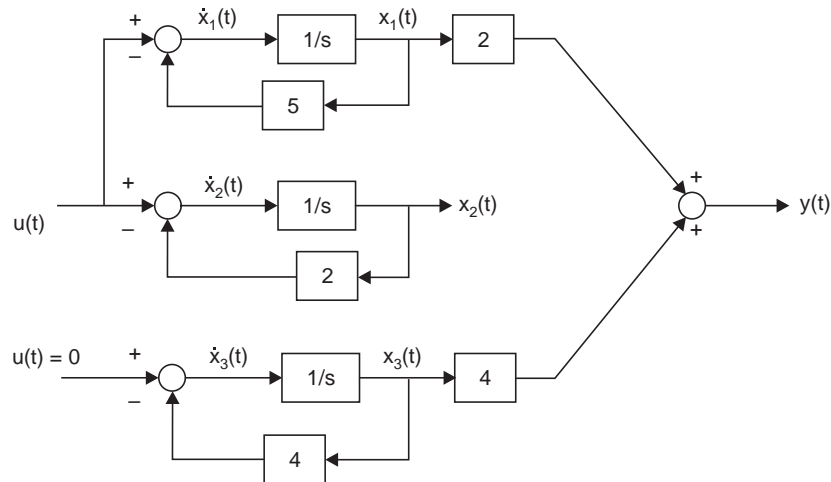 + ẋ₁(t) 1/s x₁(t) 2
–
5
+ ẋ₂(t) 1/s x₂(t)
u(t) –
2
+
+
y(t)
u(t) = 0 + ẋ₃(t) 1/s x₃(t) 4
–
4